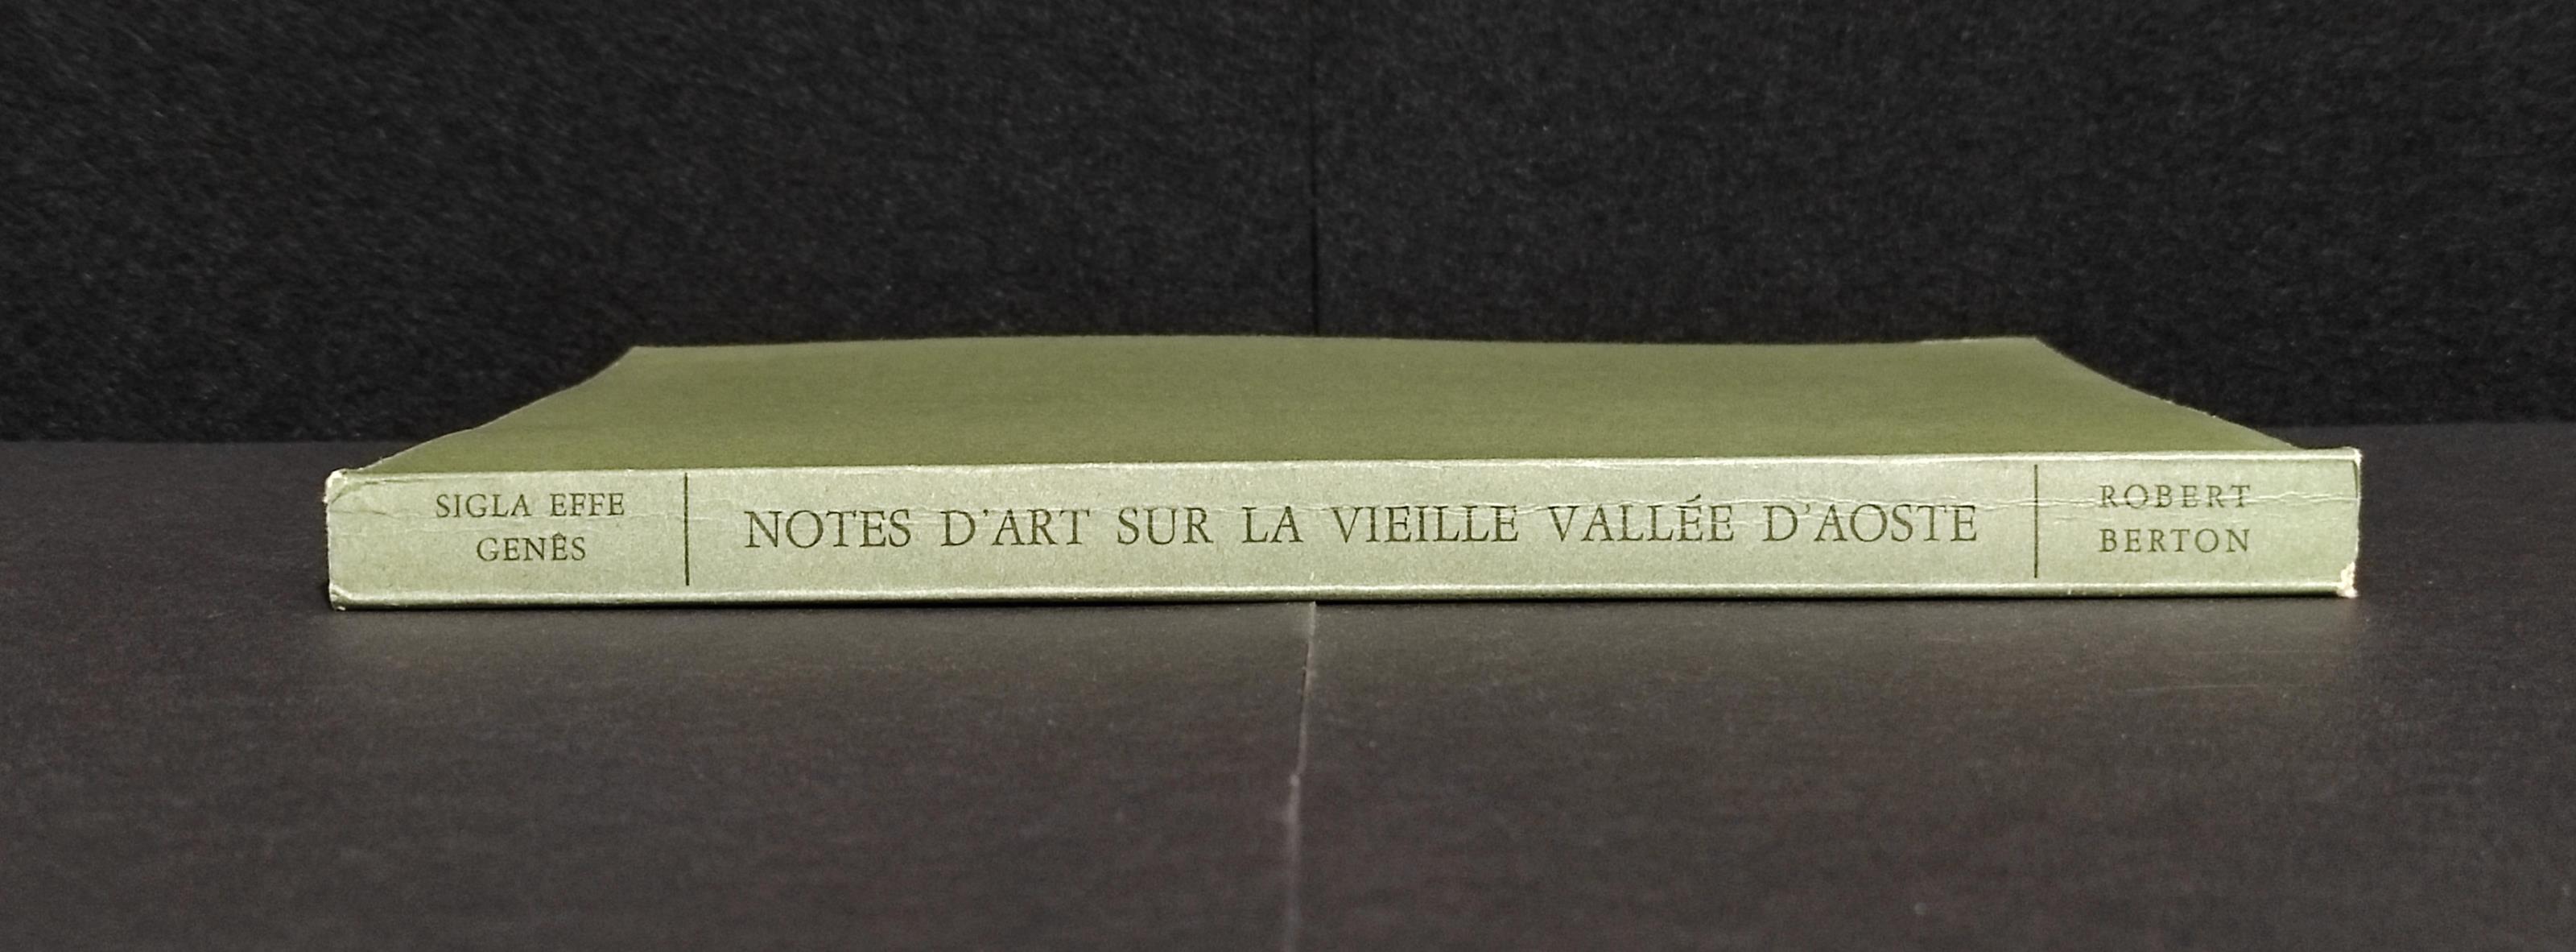 SIGLA EFFE
GENÊS
NOTES D'ART SUR LA VIEILLE VALLÉE D'AOSTE
ROBERT
BERTON